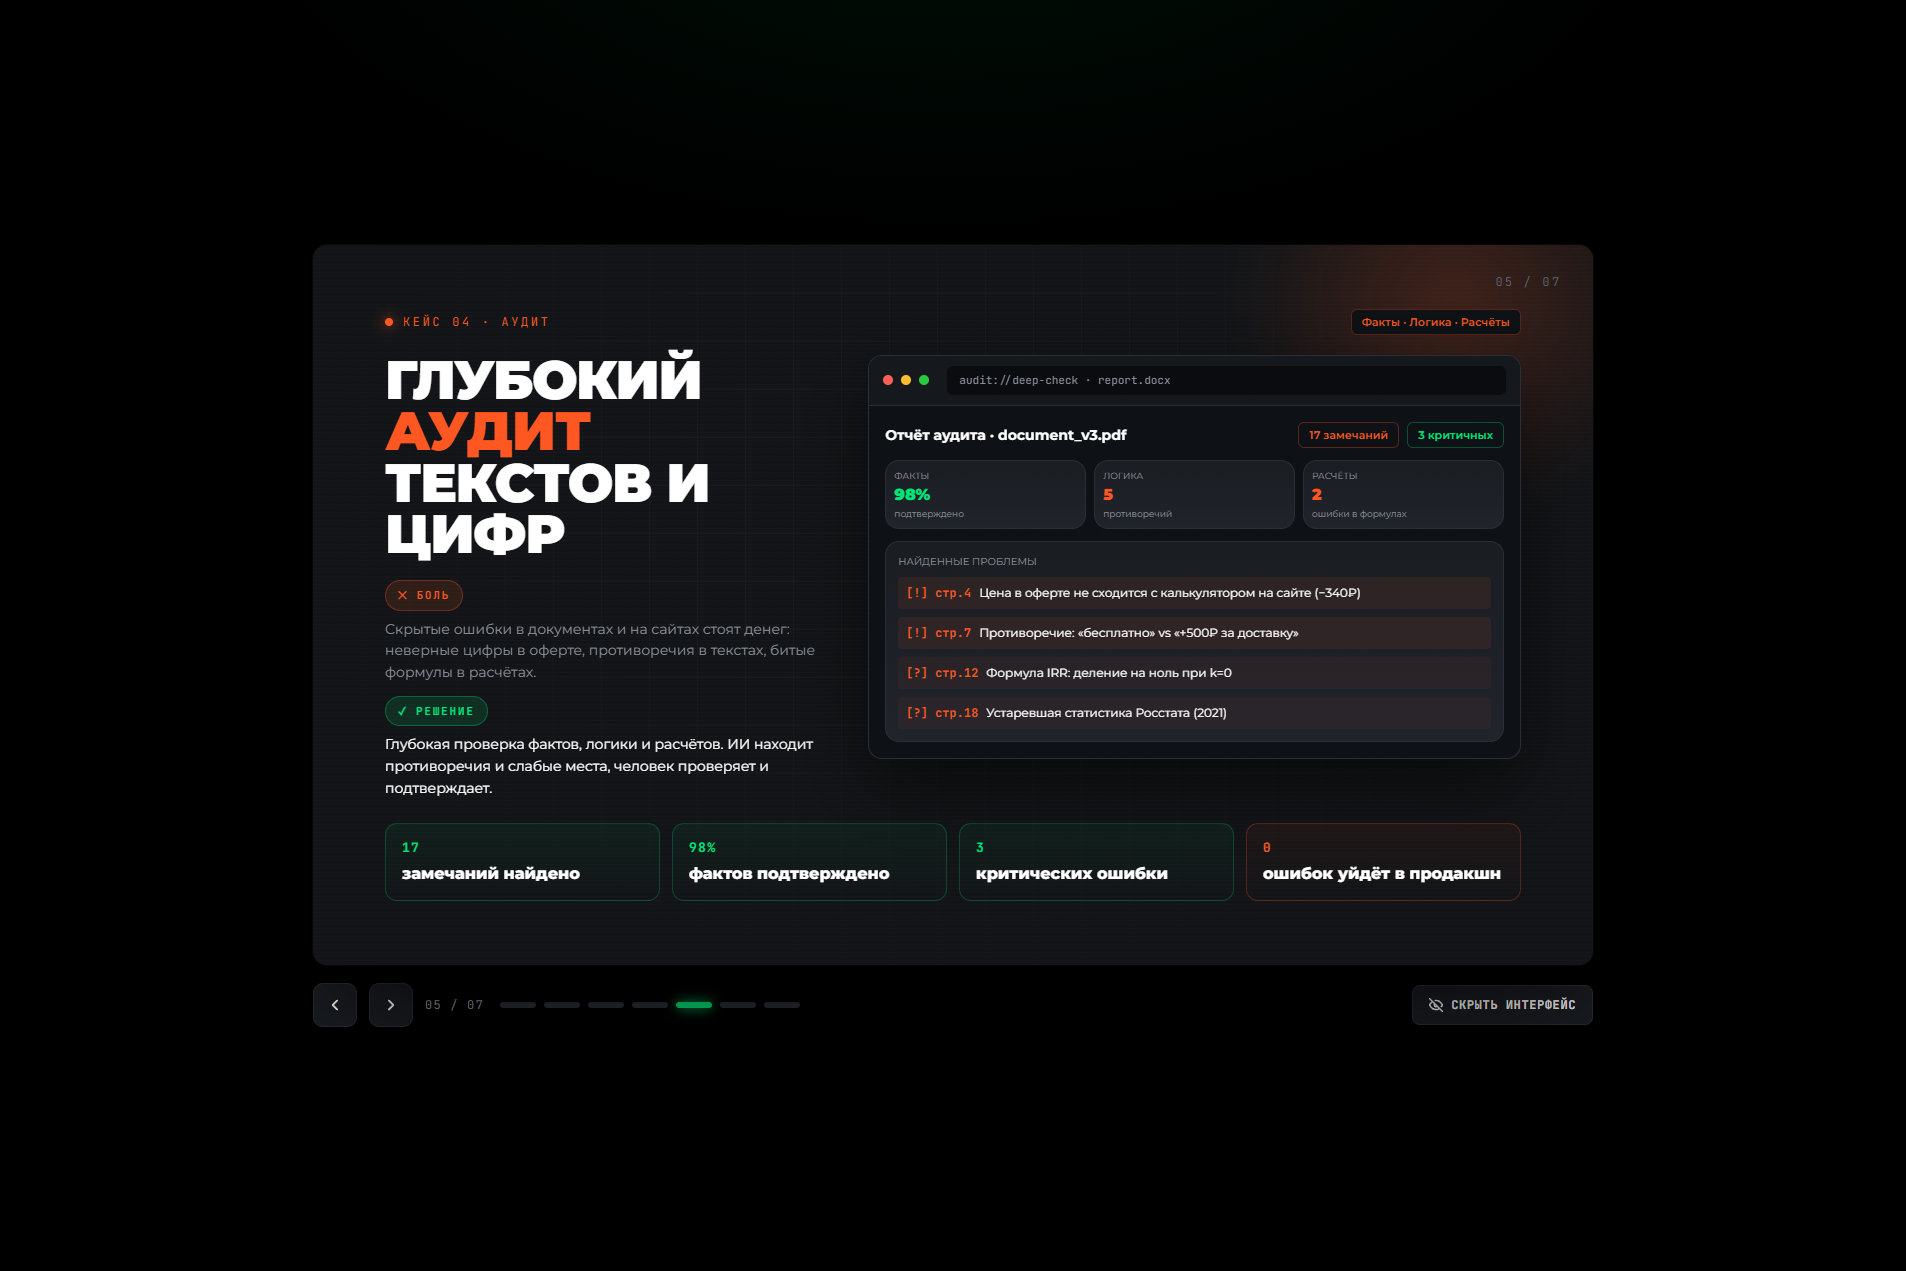 05 / 07
КЕЙС 04 · АУДИТ
Факты · Логика · Расчёты
ГЛУБОКИЙ
АУДИТ
ТЕКСТОВ И
ЦИФР
✕ БОЛЬ
Скрытые ошибки в документах и на сайтах стоят денег:
неверные цифры в оферте, противоречия в текстах, битые
формулы в расчётах.
✓ РЕШЕНИЕ
Глубокая проверка фактов, логики и расчётов. ИИ находит
противоречия и слабые места, человек проверяет и
подтверждает.
audit://deep-check · report.docx
Отчёт аудита · document_v3.pdf
17 замечаний
3 критичных
ФАКТЫ
98%
подтверждено
ЛОГИКА
5
противоречий
РАСЧЁТЫ
2
ошибки в формулах
НАЙДЕННЫЕ ПРОБЛЕМЫ
[!] стр.4 Цена в оферте не сходится с калькулятором на сайте (−340₽)
[!] стр.7 Противоречие: «бесплатно» vs «+500₽ за доставку»
[?] стр.12 Формула IRR: деление на ноль при k=0
[?] стр.18 Устаревшая статистика Росстата (2021)
17
замечаний найдено
98%
фактов подтверждено
3
критических ошибки
0
ошибок уйдёт в продакшн
05 / 07
СКРЫТЬ ИНТЕРФЕЙС